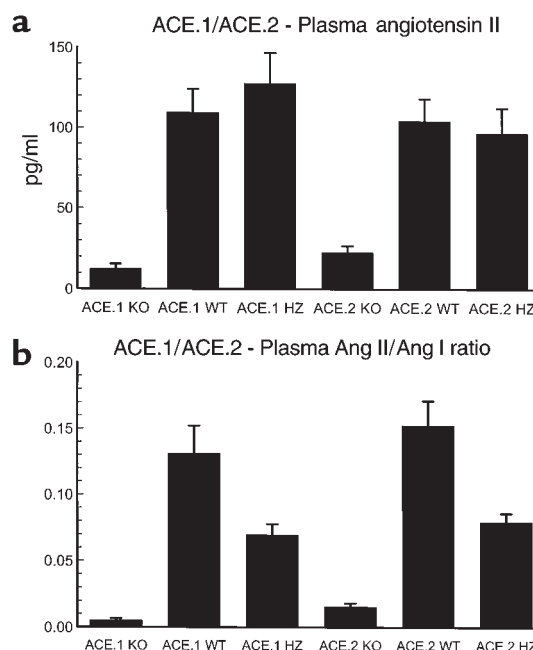 a
ACE.1/ACE.2 - Plasma angiotensin II
150
100
50
0
pg/ml
ACE.1 KO ACE.1 WT ACE.1 HZ ACE.2 KO ACE.2 WT ACE.2 HZ
b
ACE.1/ACE.2 - Plasma Ang II/Ang I ratio
0.20
0.15
0.10
0.05
0.00
ACE.1 KO ACE.1 WT ACE.1 HZ ACE.2 KO ACE.2 WT ACE.2 HZ